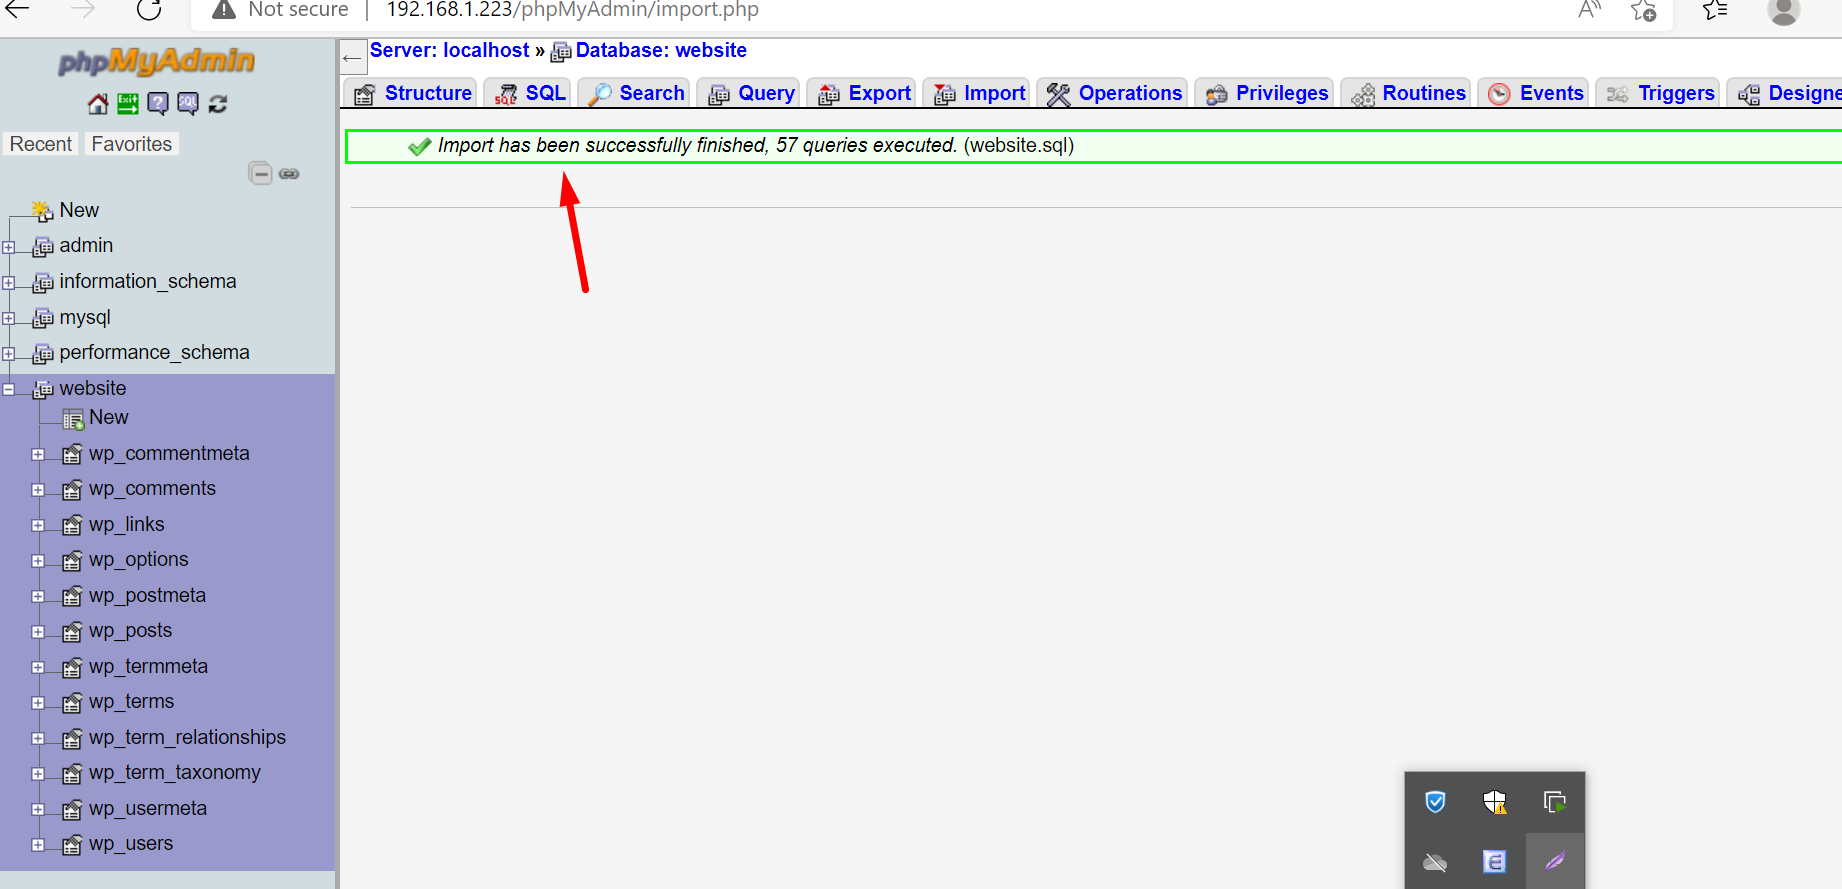 Not secure | 192.168.1.223/phpMyAdmin/import.php
phpMyAdmin
Recent Favorites
New
admin
information_schema
mysql
performance_schema
website
New
wp_commentmeta
wp_comments
wp_links
wp_options
wp_postmeta
wp_posts
wp_termmeta
wp_terms
wp_term_relationships
wp_term_taxonomy
wp_usermeta
wp_users
Server: localhost » Database: website
Structure SQL Search Query Export Import Operations Privileges Routines Events Triggers Designe
Import has been successfully finished, 57 queries executed. (website.sql)